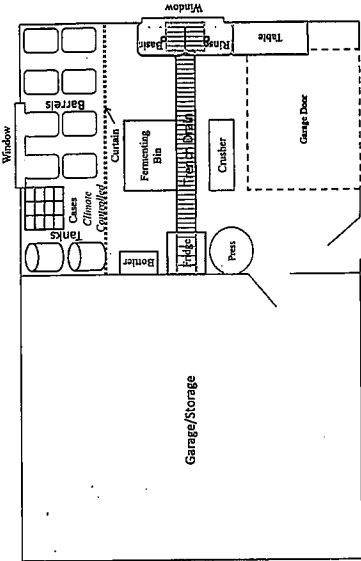 Window
Window
Basin
Rinse
Table
Barrels
Curtain
Fermenting
Bin
Trench Drain
Crusher
Garage Door
Cases
Climate
Controlled
Tanks
Bottler
Fridge
Press
Garage/Storage